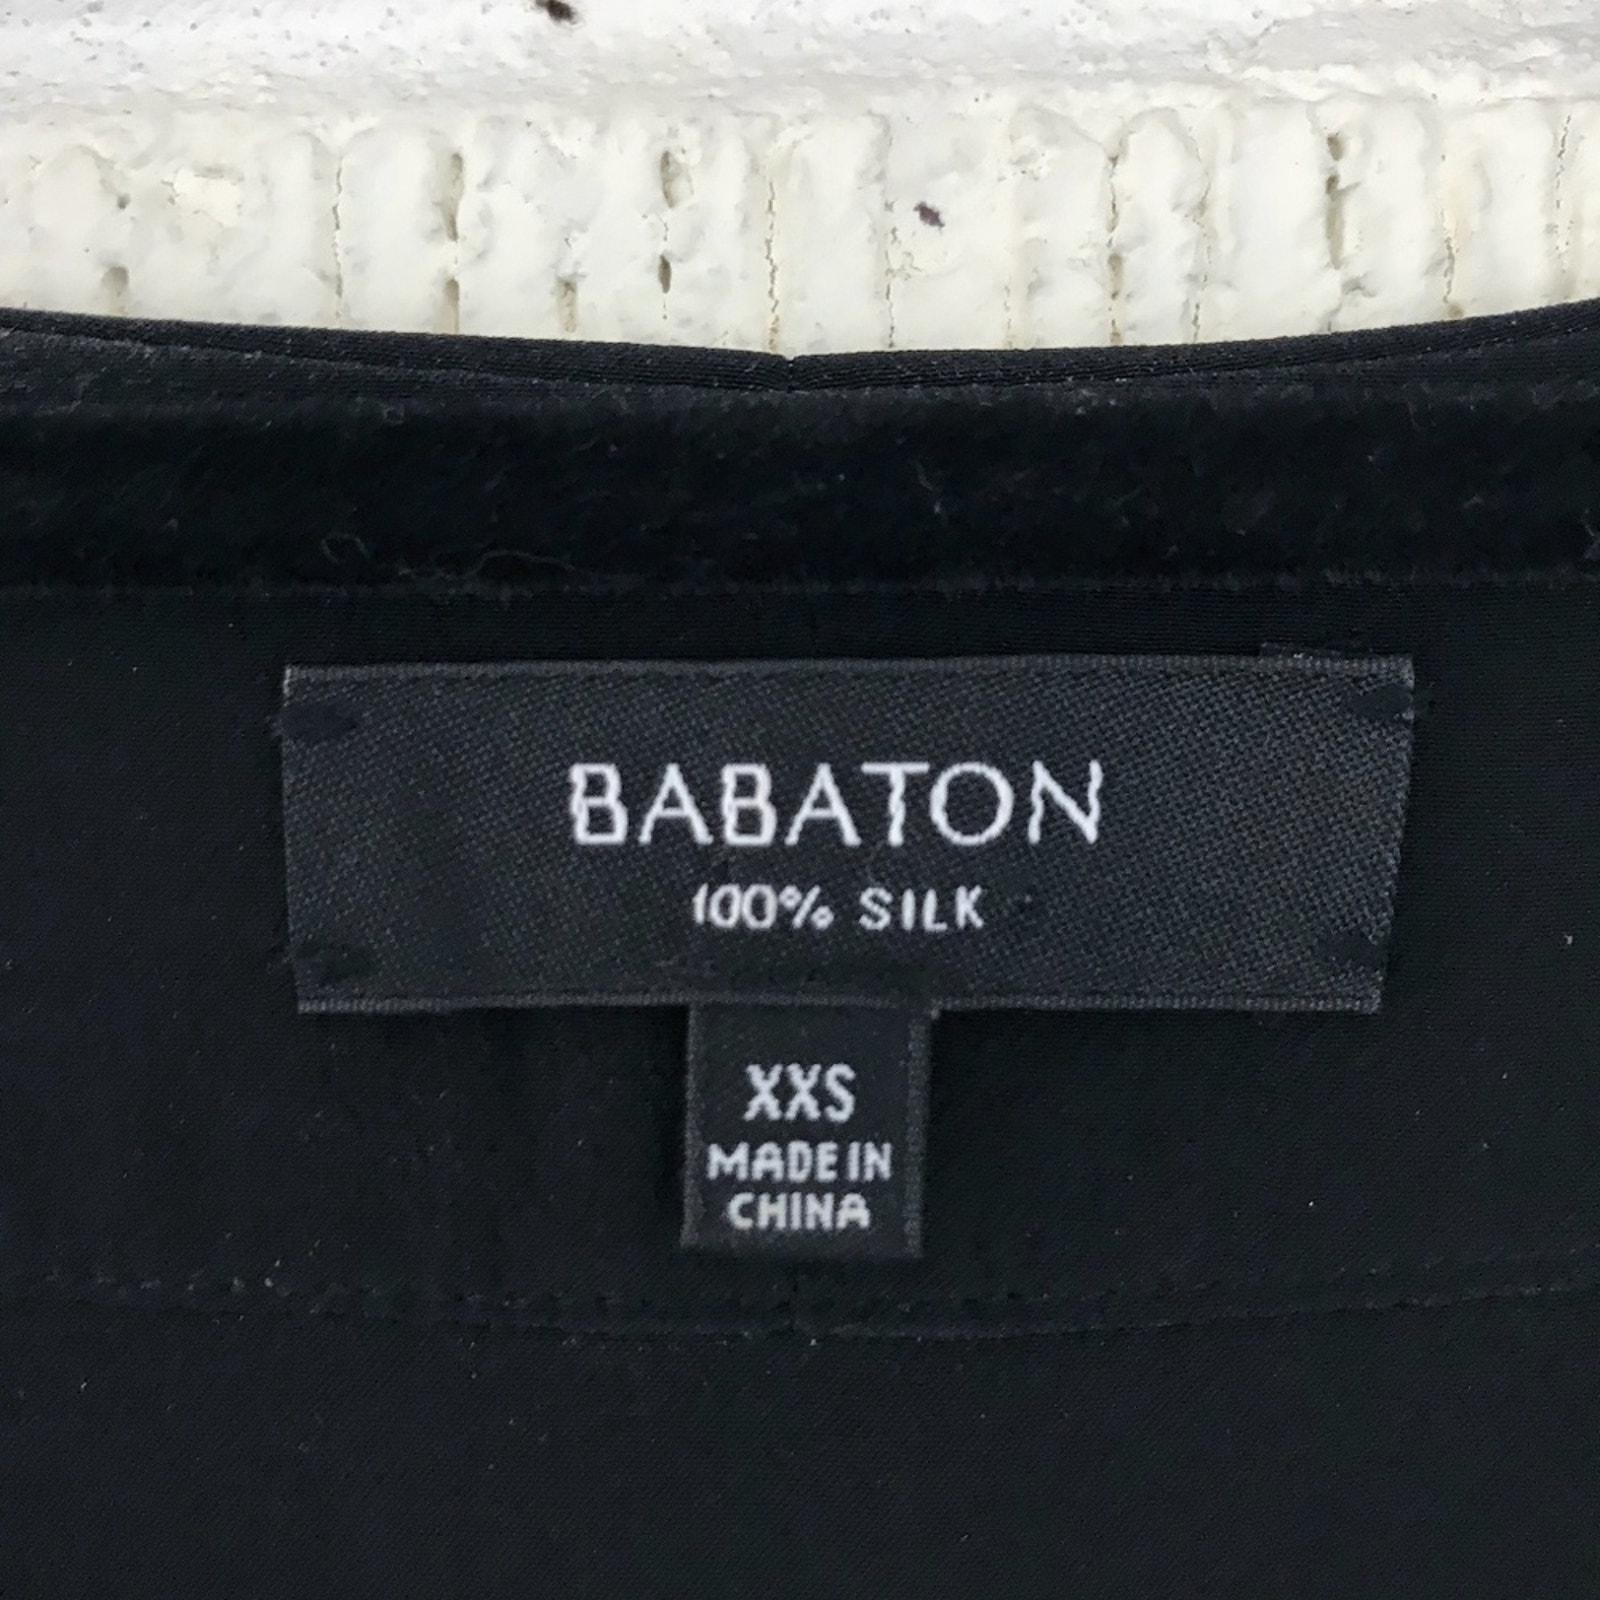 BABATON
100% SILK
XXS
MADE IN
CHINA